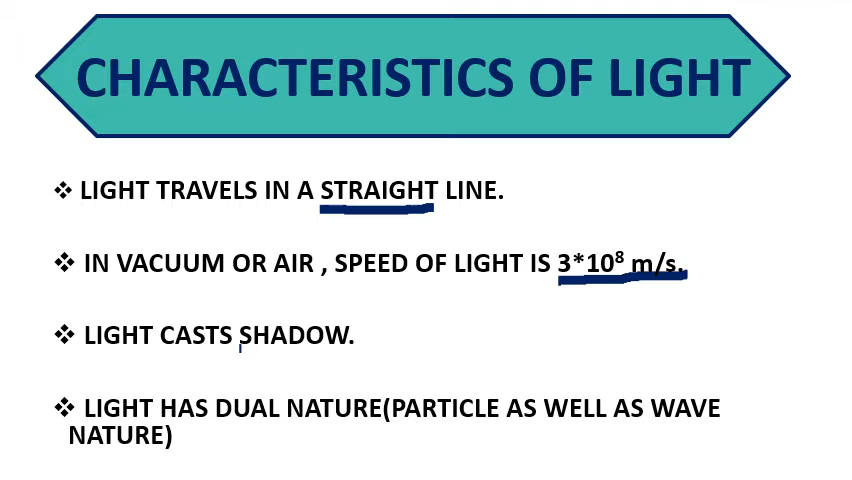 CHARACTERISTICS OF LIGHT
❖ LIGHT TRAVELS IN A STRAIGHT LINE.
❖ IN VACUUM OR AIR , SPEED OF LIGHT IS 3*10⁸ m/s.
❖ LIGHT CASTS SHADOW.
❖ LIGHT HAS DUAL NATURE(PARTICLE AS WELL AS WAVE
NATURE)